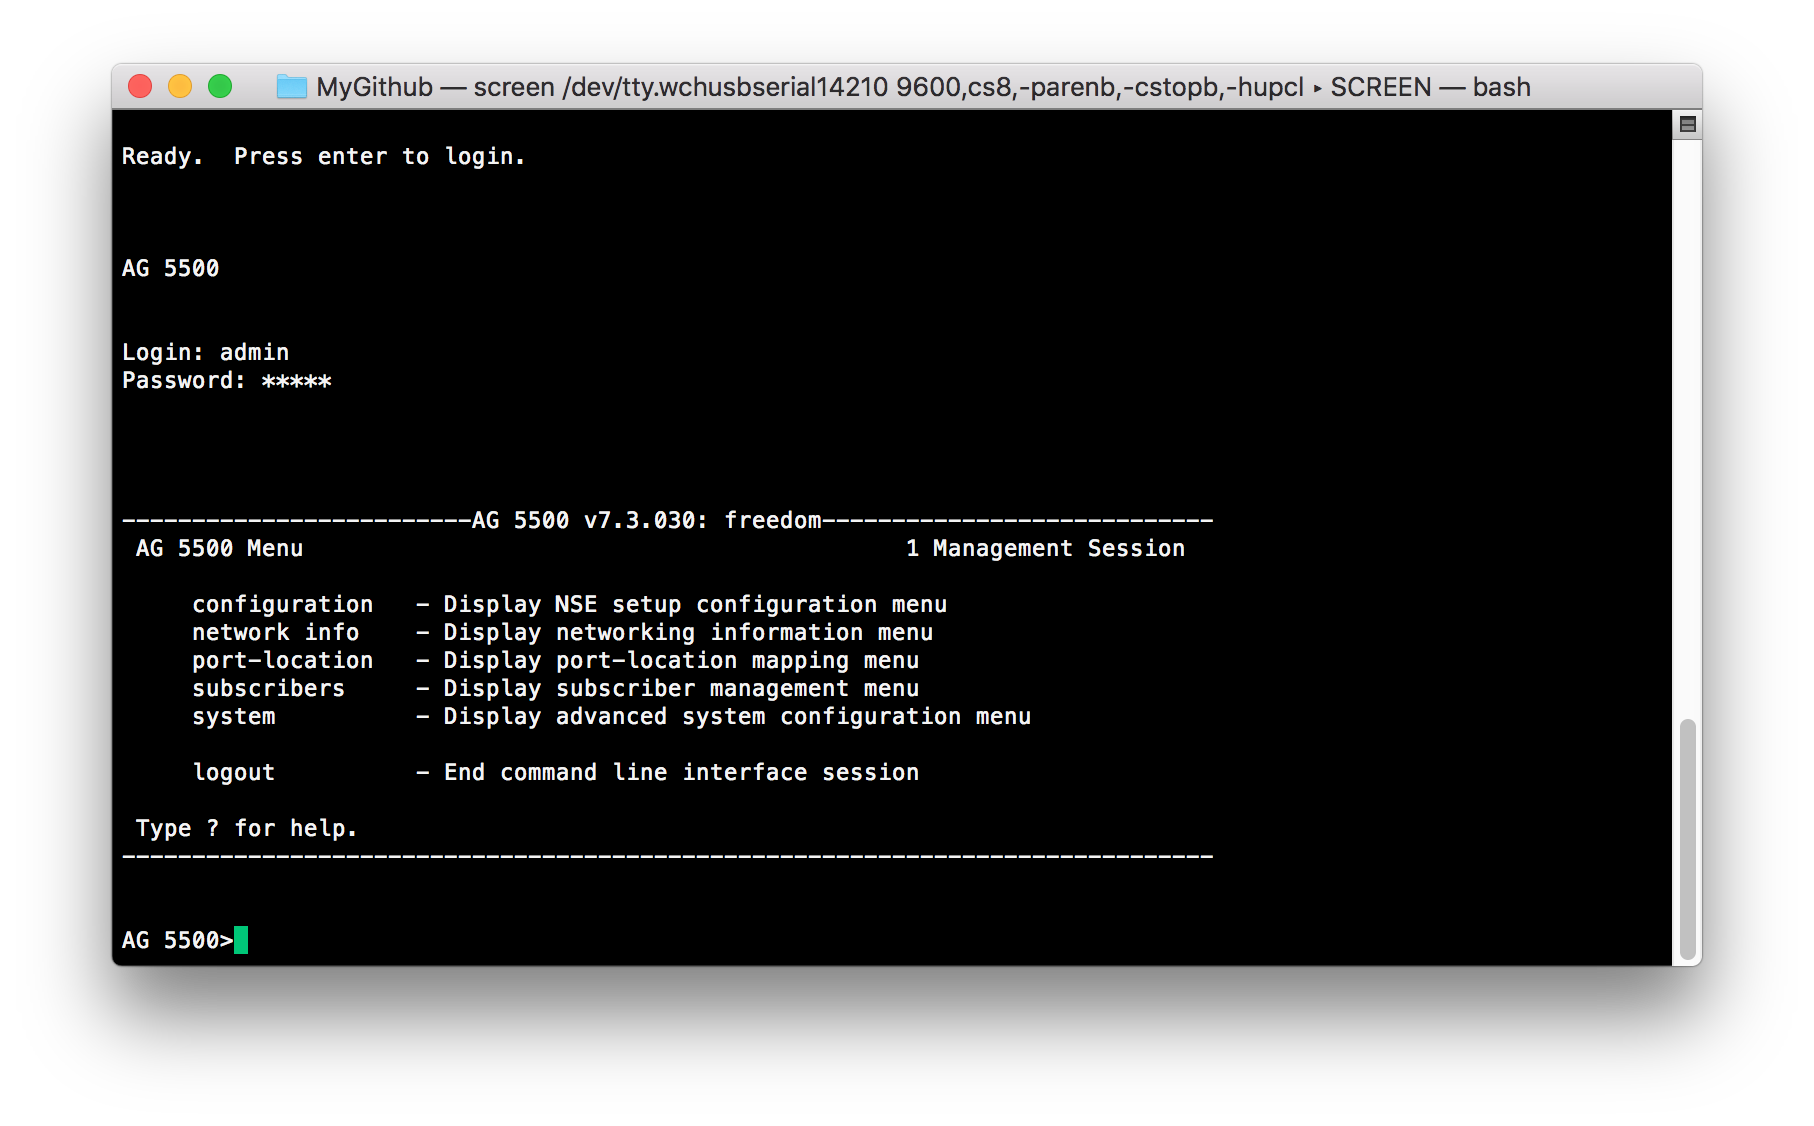 MyGithub — screen /dev/tty.wchusbserial14210 9600,cs8,-parenb,-cstopb,-hupcl ▸ SCREEN — bash
Ready.  Press enter to login.
AG 5500
Login: admin
Password: *****
-------------------------AG 5500 v7.3.030: freedom----------------------------
AG 5500 Menu                                           1 Management Session
configuration   - Display NSE setup configuration menu
network info    - Display networking information menu
port-location   - Display port-location mapping menu
subscribers     - Display subscriber management menu
system          - Display advanced system configuration menu
logout          - End command line interface session
Type ? for help.
------------------------------------------------------------------------------
AG 5500>